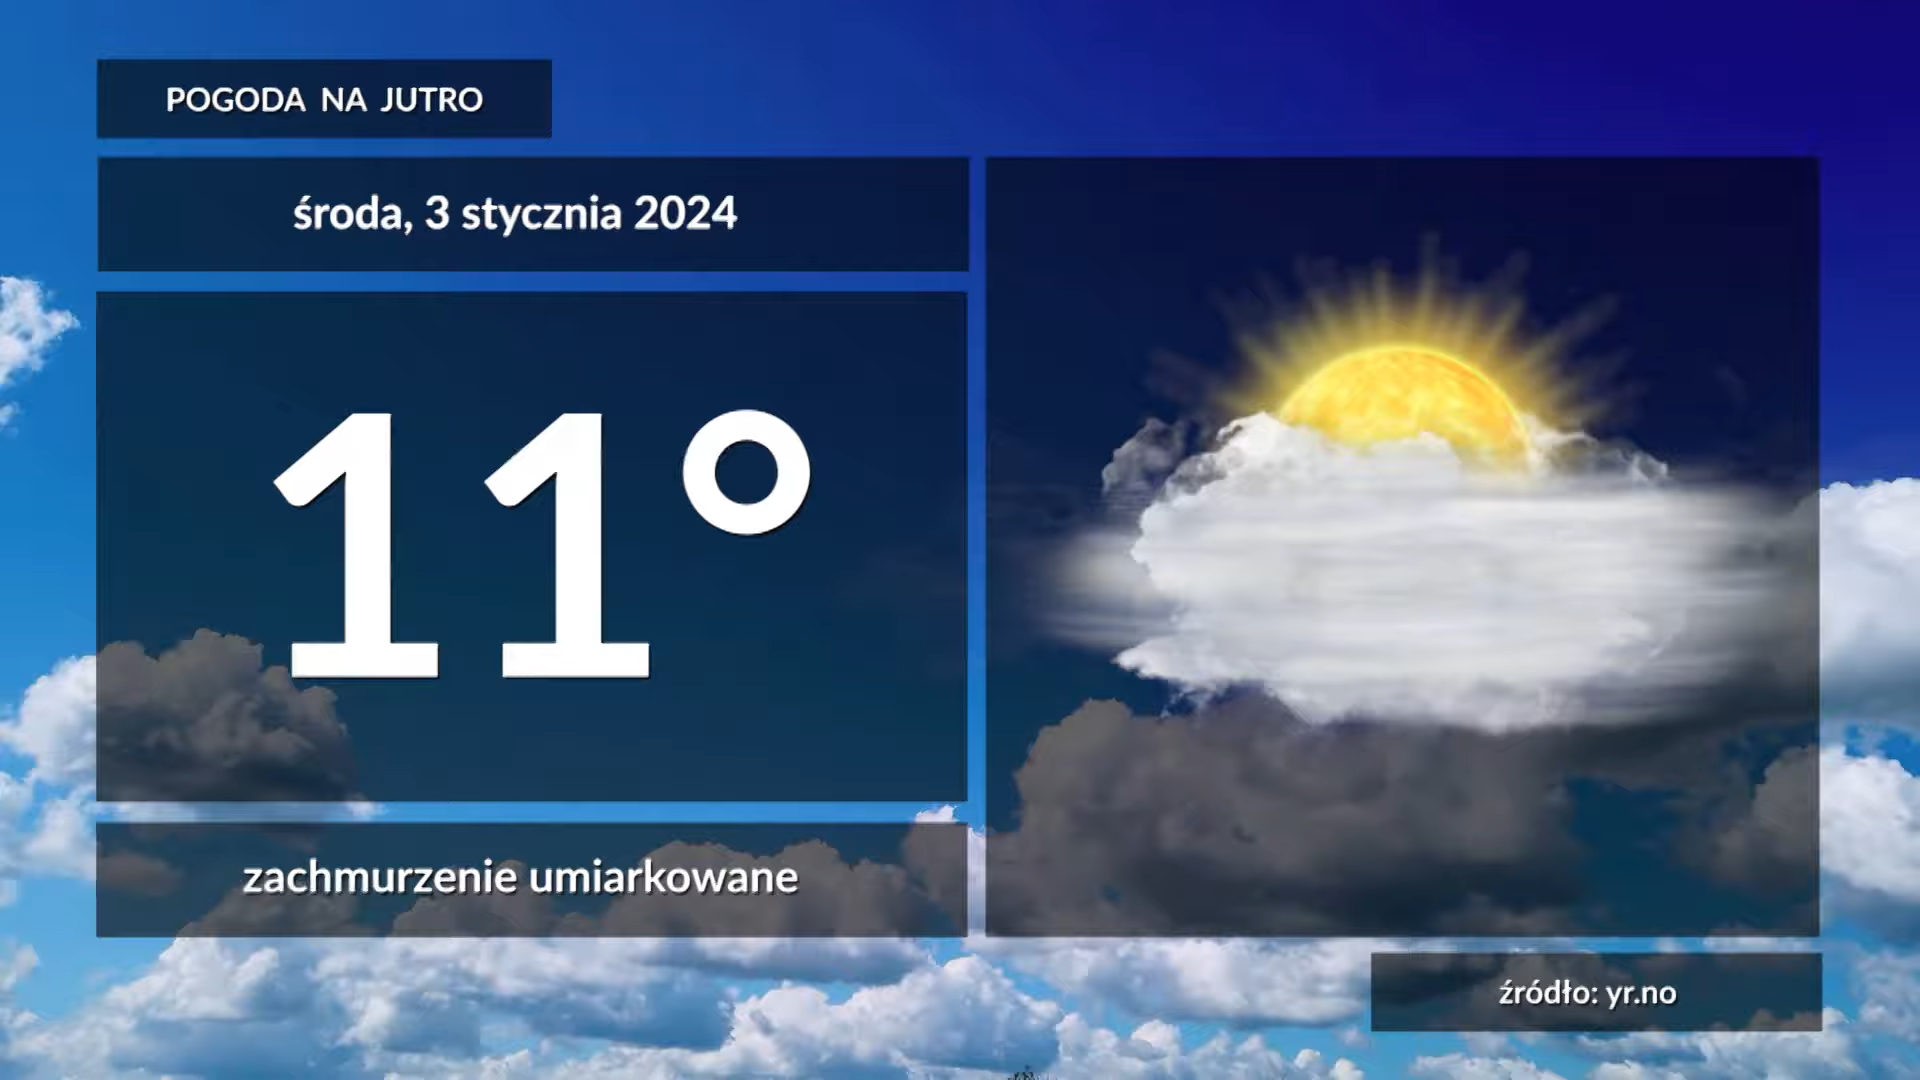 POGODA NA JUTRO
środa, 3 stycznia 2024
11°
zachmurzenie umiarkowane
źródło: yr.no